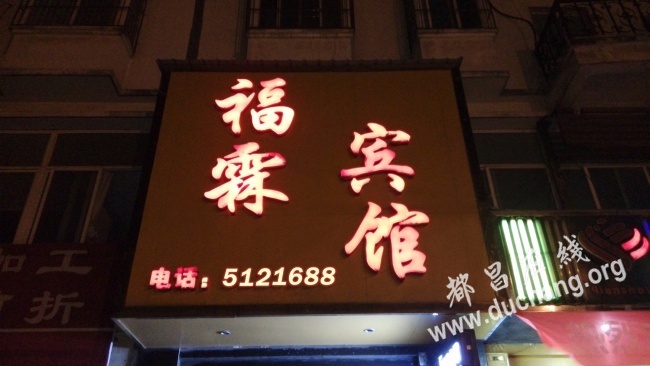 福霖
宾馆
电话：5121688
加工
折
都昌在线
www.duchang.org